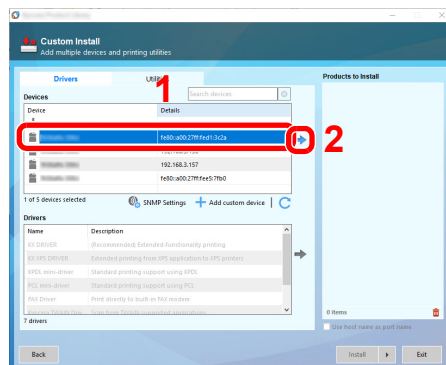 Custom Install
Add multiple devices and printing utilities
Drivers
Products to Install
1
Devices
Search devices
Device
Details
fe80::a00:27ff:fed1:3c2a
2
192.168.3.157
fe80::a00:27ff:fee5:7fb0
1 of 5 devices selected
SNMP Settings
Add custom device
Drivers
Name
Description
KX DRIVER
(Recommended) Extended-functionality printing
KX XPS DRIVER
Extended printing from XPS application to XPS printers
KPDL mini-driver
Standard printing support using KPDL
PCL mini-driver
Standard printing support using PCL
FAX Driver
Print directly to built-in FAX modem
7 drivers
0 items
Use host name as port name
Back
Install
Exit